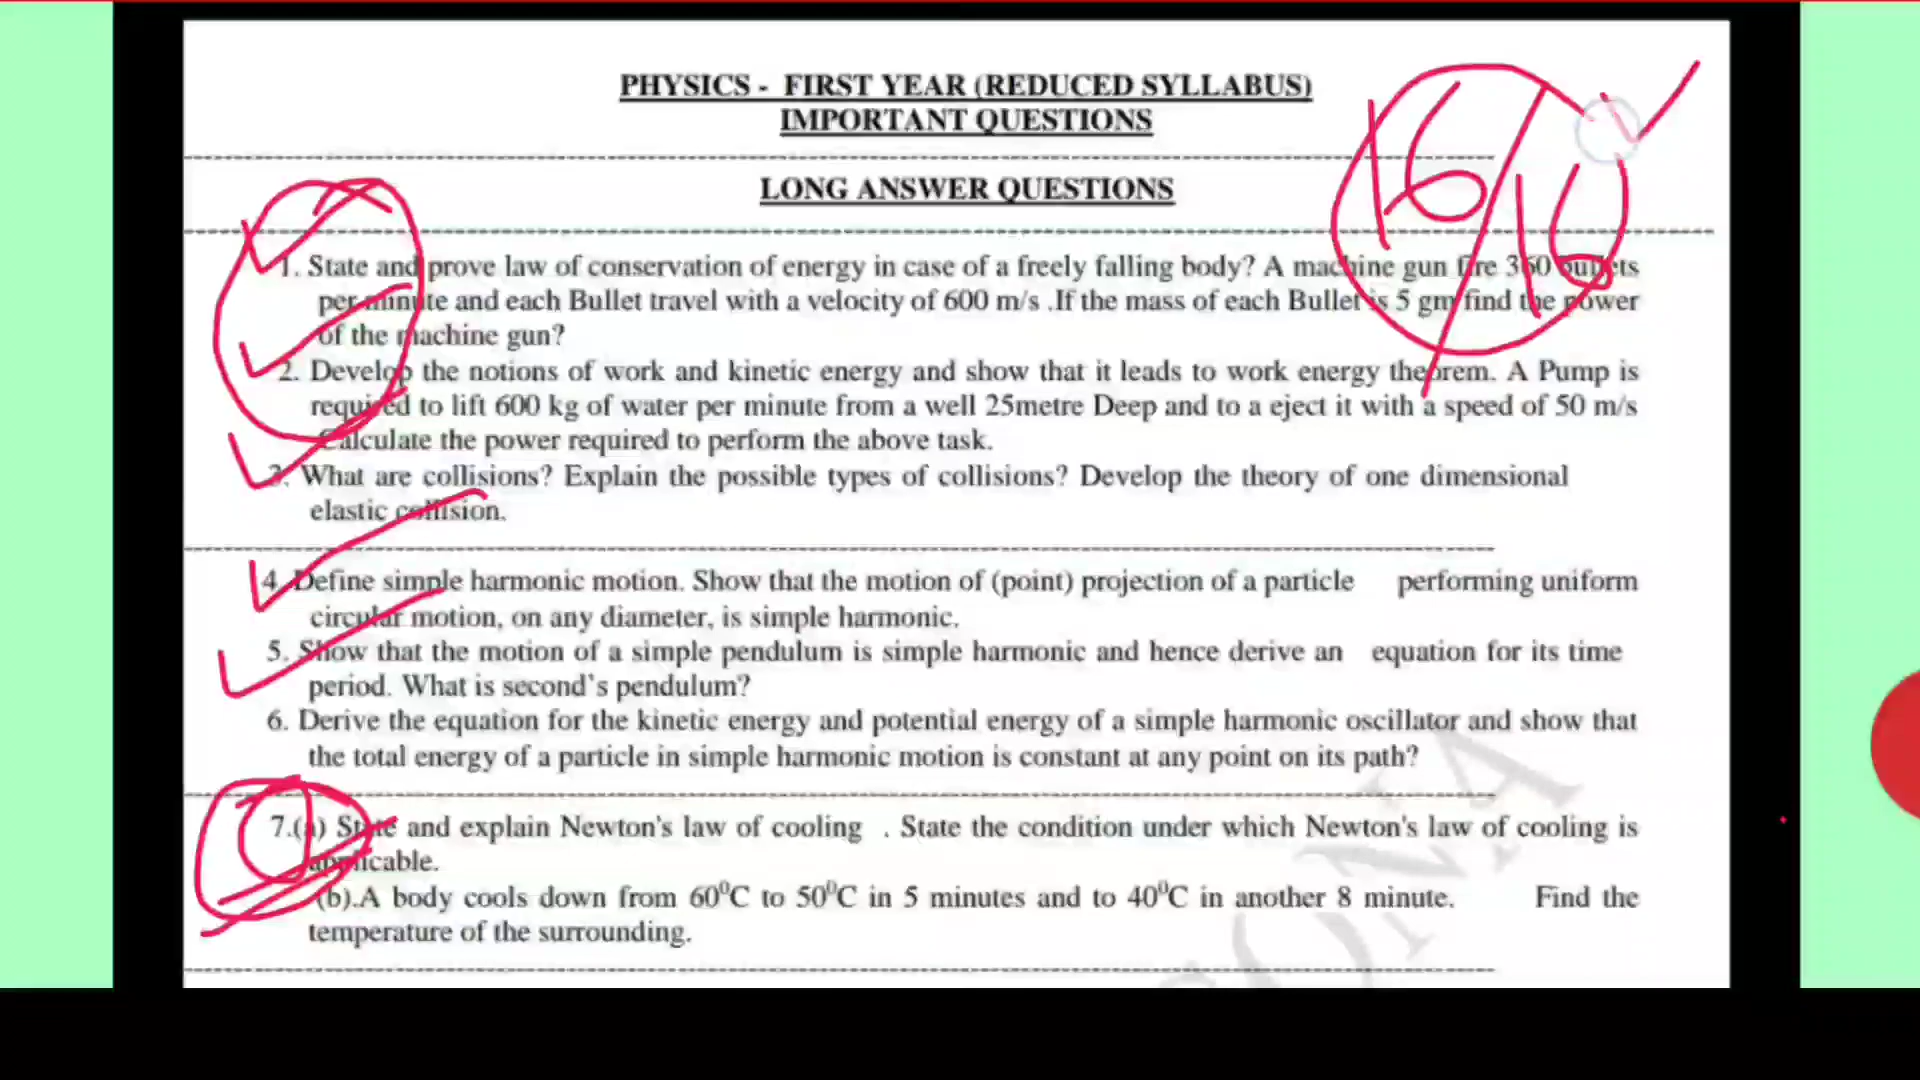 PHYSICS - FIRST YEAR (REDUCED SYLLABUS)
IMPORTANT QUESTIONS
16/16
LONG ANSWER QUESTIONS
1. State and prove law of conservation of energy in case of a freely falling body? A machine gun fire 360 bullets
per minute and each Bullet travel with a velocity of 600 m/s .If the mass of each Bullet is 5 gm find the power
of the machine gun?
2. Develop the notions of work and kinetic energy and show that it leads to work energy theorem. A Pump is
required to lift 600 kg of water per minute from a well 25metre Deep and to a eject it with a speed of 50 m/s
Calculate the power required to perform the above task.
3. What are collisions? Explain the possible types of collisions? Develop the theory of one dimensional
elastic collision.
4. Define simple harmonic motion. Show that the motion of (point) projection of a particle performing uniform
circular motion, on any diameter, is simple harmonic.
5. Show that the motion of a simple pendulum is simple harmonic and hence derive an equation for its time
period. What is second's pendulum?
6. Derive the equation for the kinetic energy and potential energy of a simple harmonic oscillator and show that
the total energy of a particle in simple harmonic motion is constant at any point on its path?
7.(a) State and explain Newton's law of cooling . State the condition under which Newton's law of cooling is
applicable.
(b).A body cools down from 60⁰C to 50⁰C in 5 minutes and to 40⁰C in another 8 minute. Find the
temperature of the surrounding.